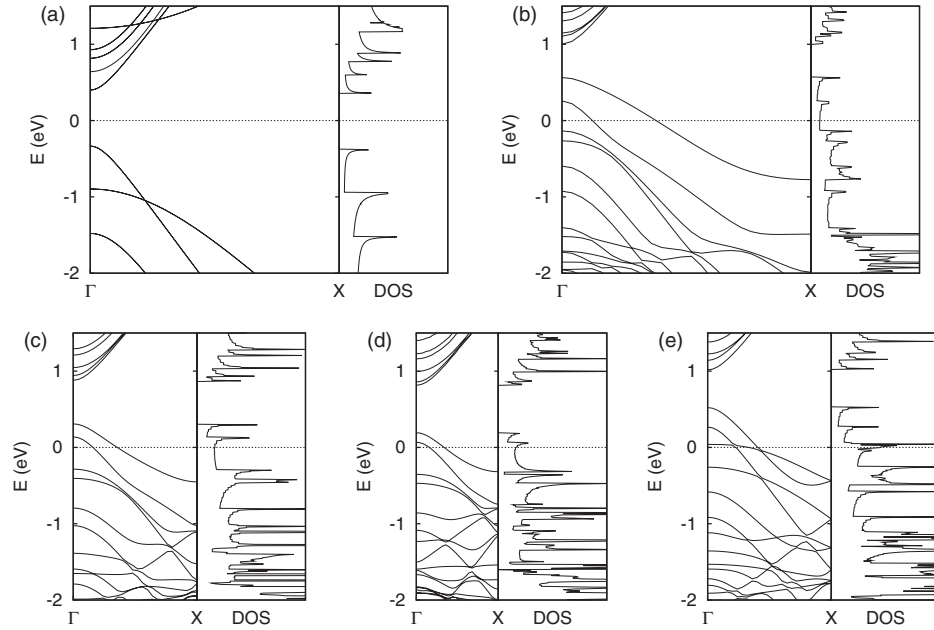 (a)
1
0
-1
-2
E (eV)
Γ
X
DOS
(b)
1
0
-1
-2
E (eV)
Γ
X
DOS
(c)
1
0
-1
-2
E (eV)
Γ
X
DOS
(d)
1
0
-1
-2
E (eV)
Γ
X
DOS
(e)
1
0
-1
-2
E (eV)
Γ
X
DOS